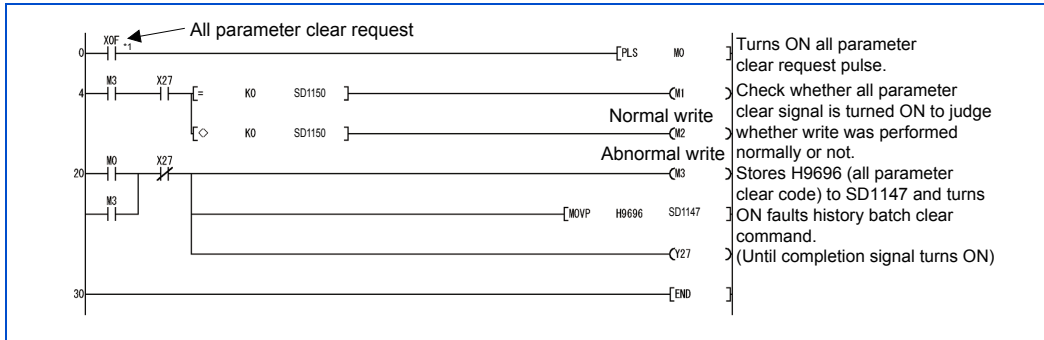 All parameter clear request
X0F *1
0 [PLS M0 ] Turns ON all parameter
clear request pulse.
M3 X27
4 [= K0 SD1150 ] (M1 ) Check whether all parameter
clear signal is turned ON to judge
Normal write
[<> K0 SD1150 ] (M2 ) whether write was performed
Abnormal write normally or not.
M0 X27
20 (M3 ) Stores H9696 (all parameter
clear code) to SD1147 and turns
M3
[MOVP H9696 SD1147 ] ON faults history batch clear
command.
(Y27 ) (Until completion signal turns ON)
30 [END ]